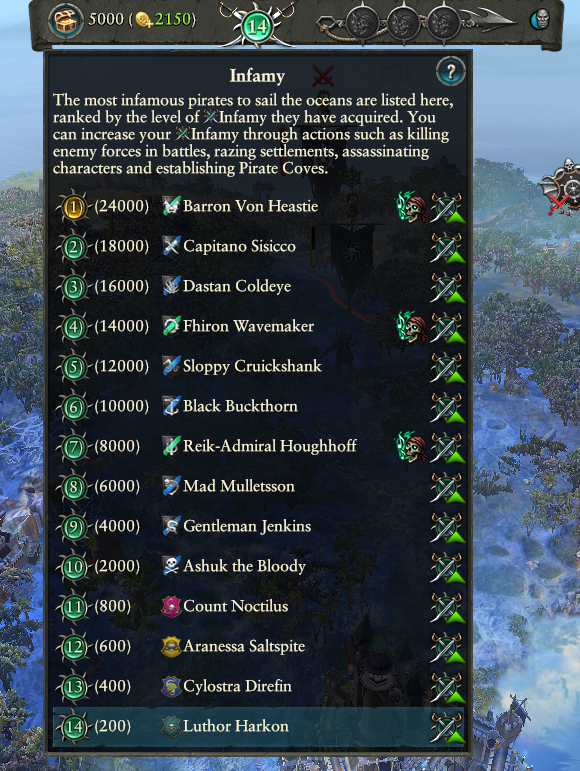 5000 (2150)
14
Infamy
?
The most infamous pirates to sail the oceans are listed here,
ranked by the level of Infamy they have acquired. You
can increase your Infamy through actions such as killing
enemy forces in battles, razing settlements, assassinating
characters and establishing Pirate Coves.
1 (24000) Barron Von Heastie
2 (18000) Capitano Sisicco
3 (16000) Dastan Coldeye
4 (14000) Fhiron Wavemaker
5 (12000) Sloppy Cruickshank
6 (10000) Black Buckthorn
7 (8000) Reik-Admiral Houghhoff
8 (6000) Mad Mulletsson
9 (4000) Gentleman Jenkins
10 (2000) Ashuk the Bloody
11 (800) Count Noctilus
12 (600) Aranessa Saltspite
13 (400) Cylostra Direfin
14 (200) Luthor Harkon